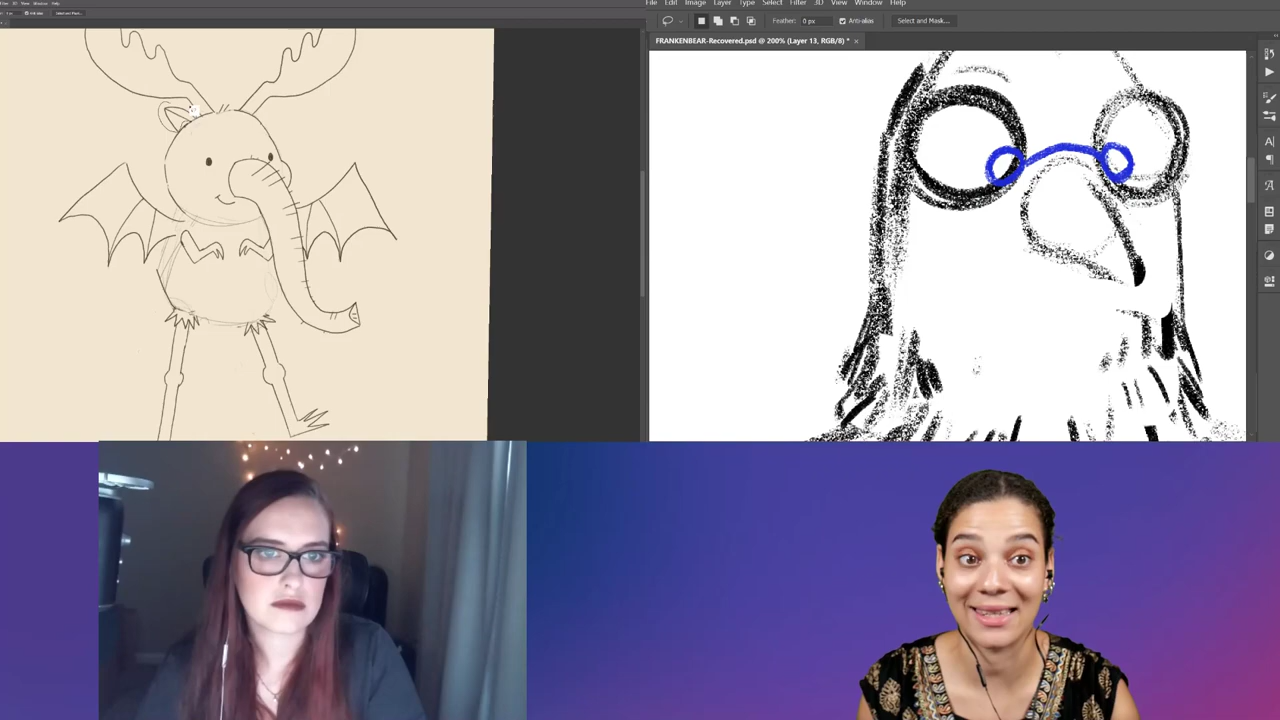 File Edit Image Layer Type Select Filter 3D View Window Help
Feather: 0 px Anti-alias Select and Mask...
FRANKENBEAR-Recovered.psd @ 200% (Layer 13, RGB/8) * ×